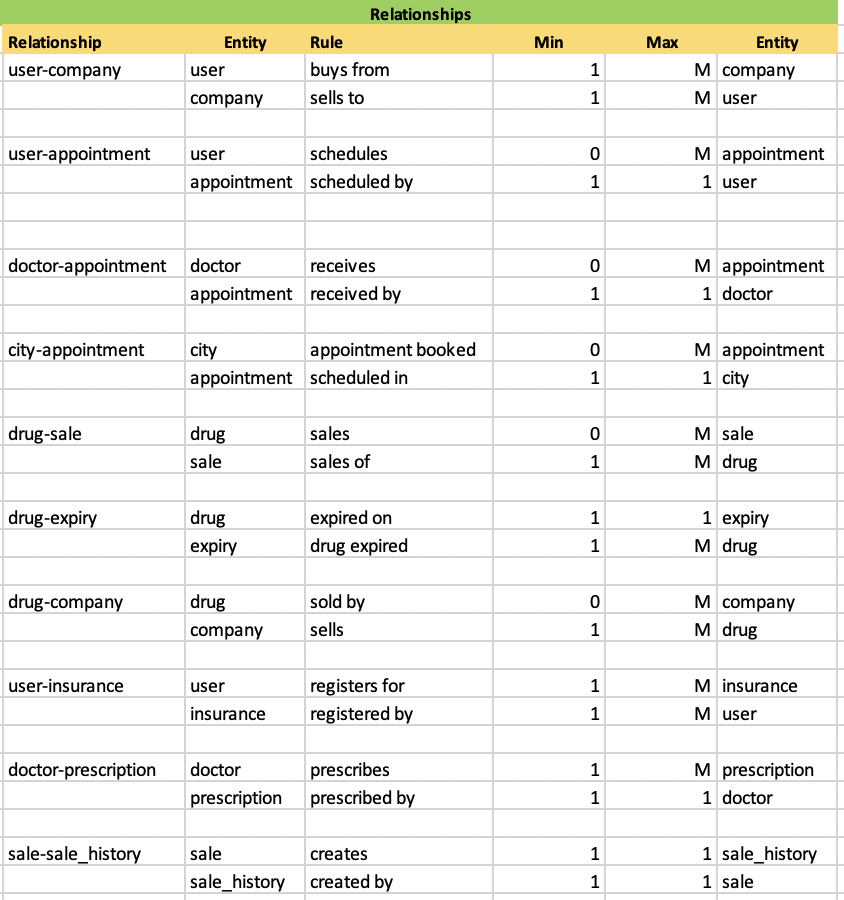 Relationships
Relationship Entity Rule Min Max Entity
user-company user buys from 1 M company
company sells to 1 M user
user-appointment user schedules 0 M appointment
appointment scheduled by 1 1 user
doctor-appointment doctor receives 0 M appointment
appointment received by 1 1 doctor
city-appointment city appointment booked 0 M appointment
appointment scheduled in 1 1 city
drug-sale drug sales 0 M sale
sale sales of 1 M drug
drug-expiry drug expired on 1 1 expiry
expiry drug expired 1 M drug
drug-company drug sold by 0 M company
company sells 1 M drug
user-insurance user registers for 1 M insurance
insurance registered by 1 M user
doctor-prescription doctor prescribes 1 M prescription
prescription prescribed by 1 1 doctor
sale-sale_history sale creates 1 1 sale_history
sale_history created by 1 1 sale